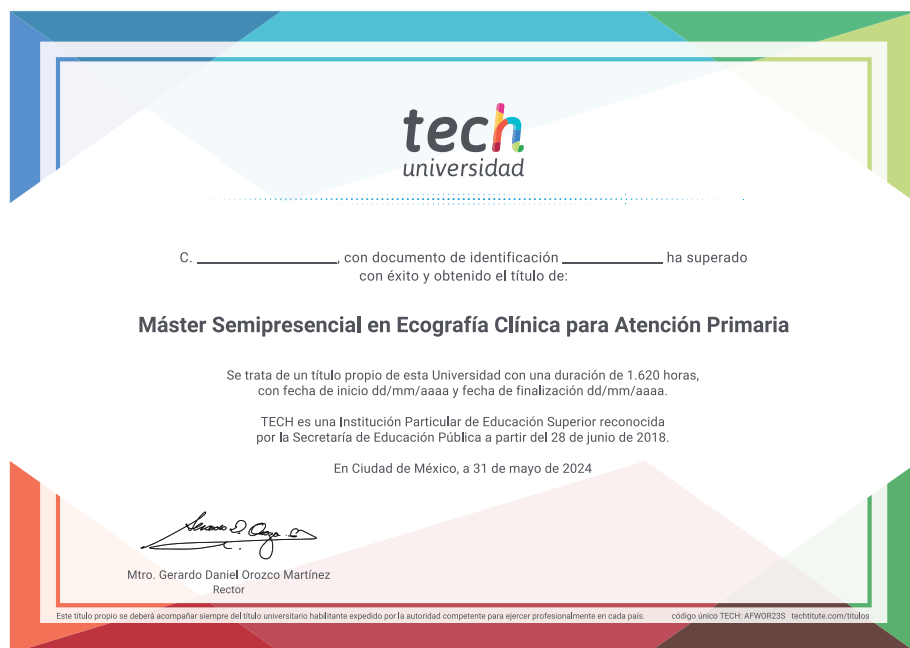 tech
universidad
C. ____________, con documento de identificación ____________ ha superado
con éxito y obtenido el título de:
Máster Semipresencial en Ecografía Clínica para Atención Primaria
Se trata de un título propio de esta Universidad con una duración de 1.620 horas,
con fecha de inicio dd/mm/aaaa y fecha de finalización dd/mm/aaaa.
TECH es una Institución Particular de Educación Superior reconocida
por la Secretaría de Educación Pública a partir del 28 de junio de 2018.
En Ciudad de México, a 31 de mayo de 2024
Mtro. Gerardo Daniel Orozco Martínez
Rector
Este título propio se deberá acompañar siempre del título universitario habilitante expedido por la autoridad competente para ejercer profesionalmente en cada país. código único TECH: AFWOR23S techtitute.com/titulos